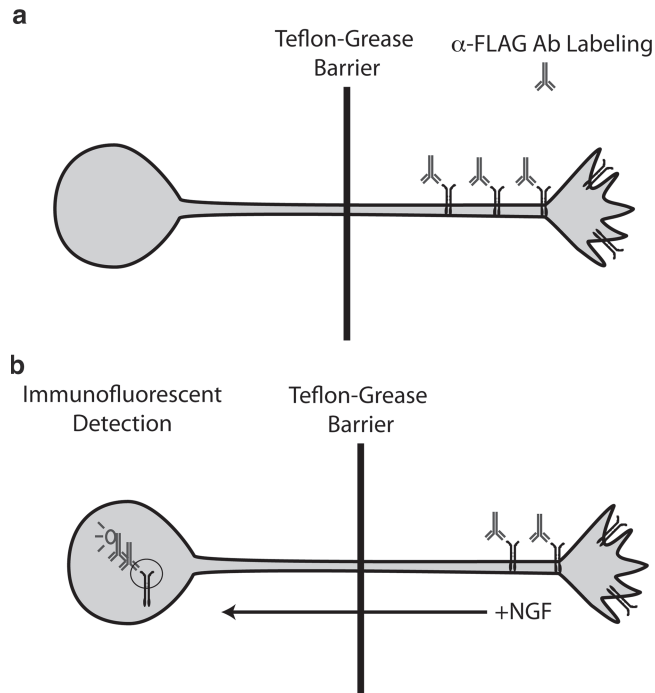 a
Teflon-Grease
Barrier
α-FLAG Ab Labeling
b
Immunofluorescent
Detection
Teflon-Grease
Barrier
+NGF